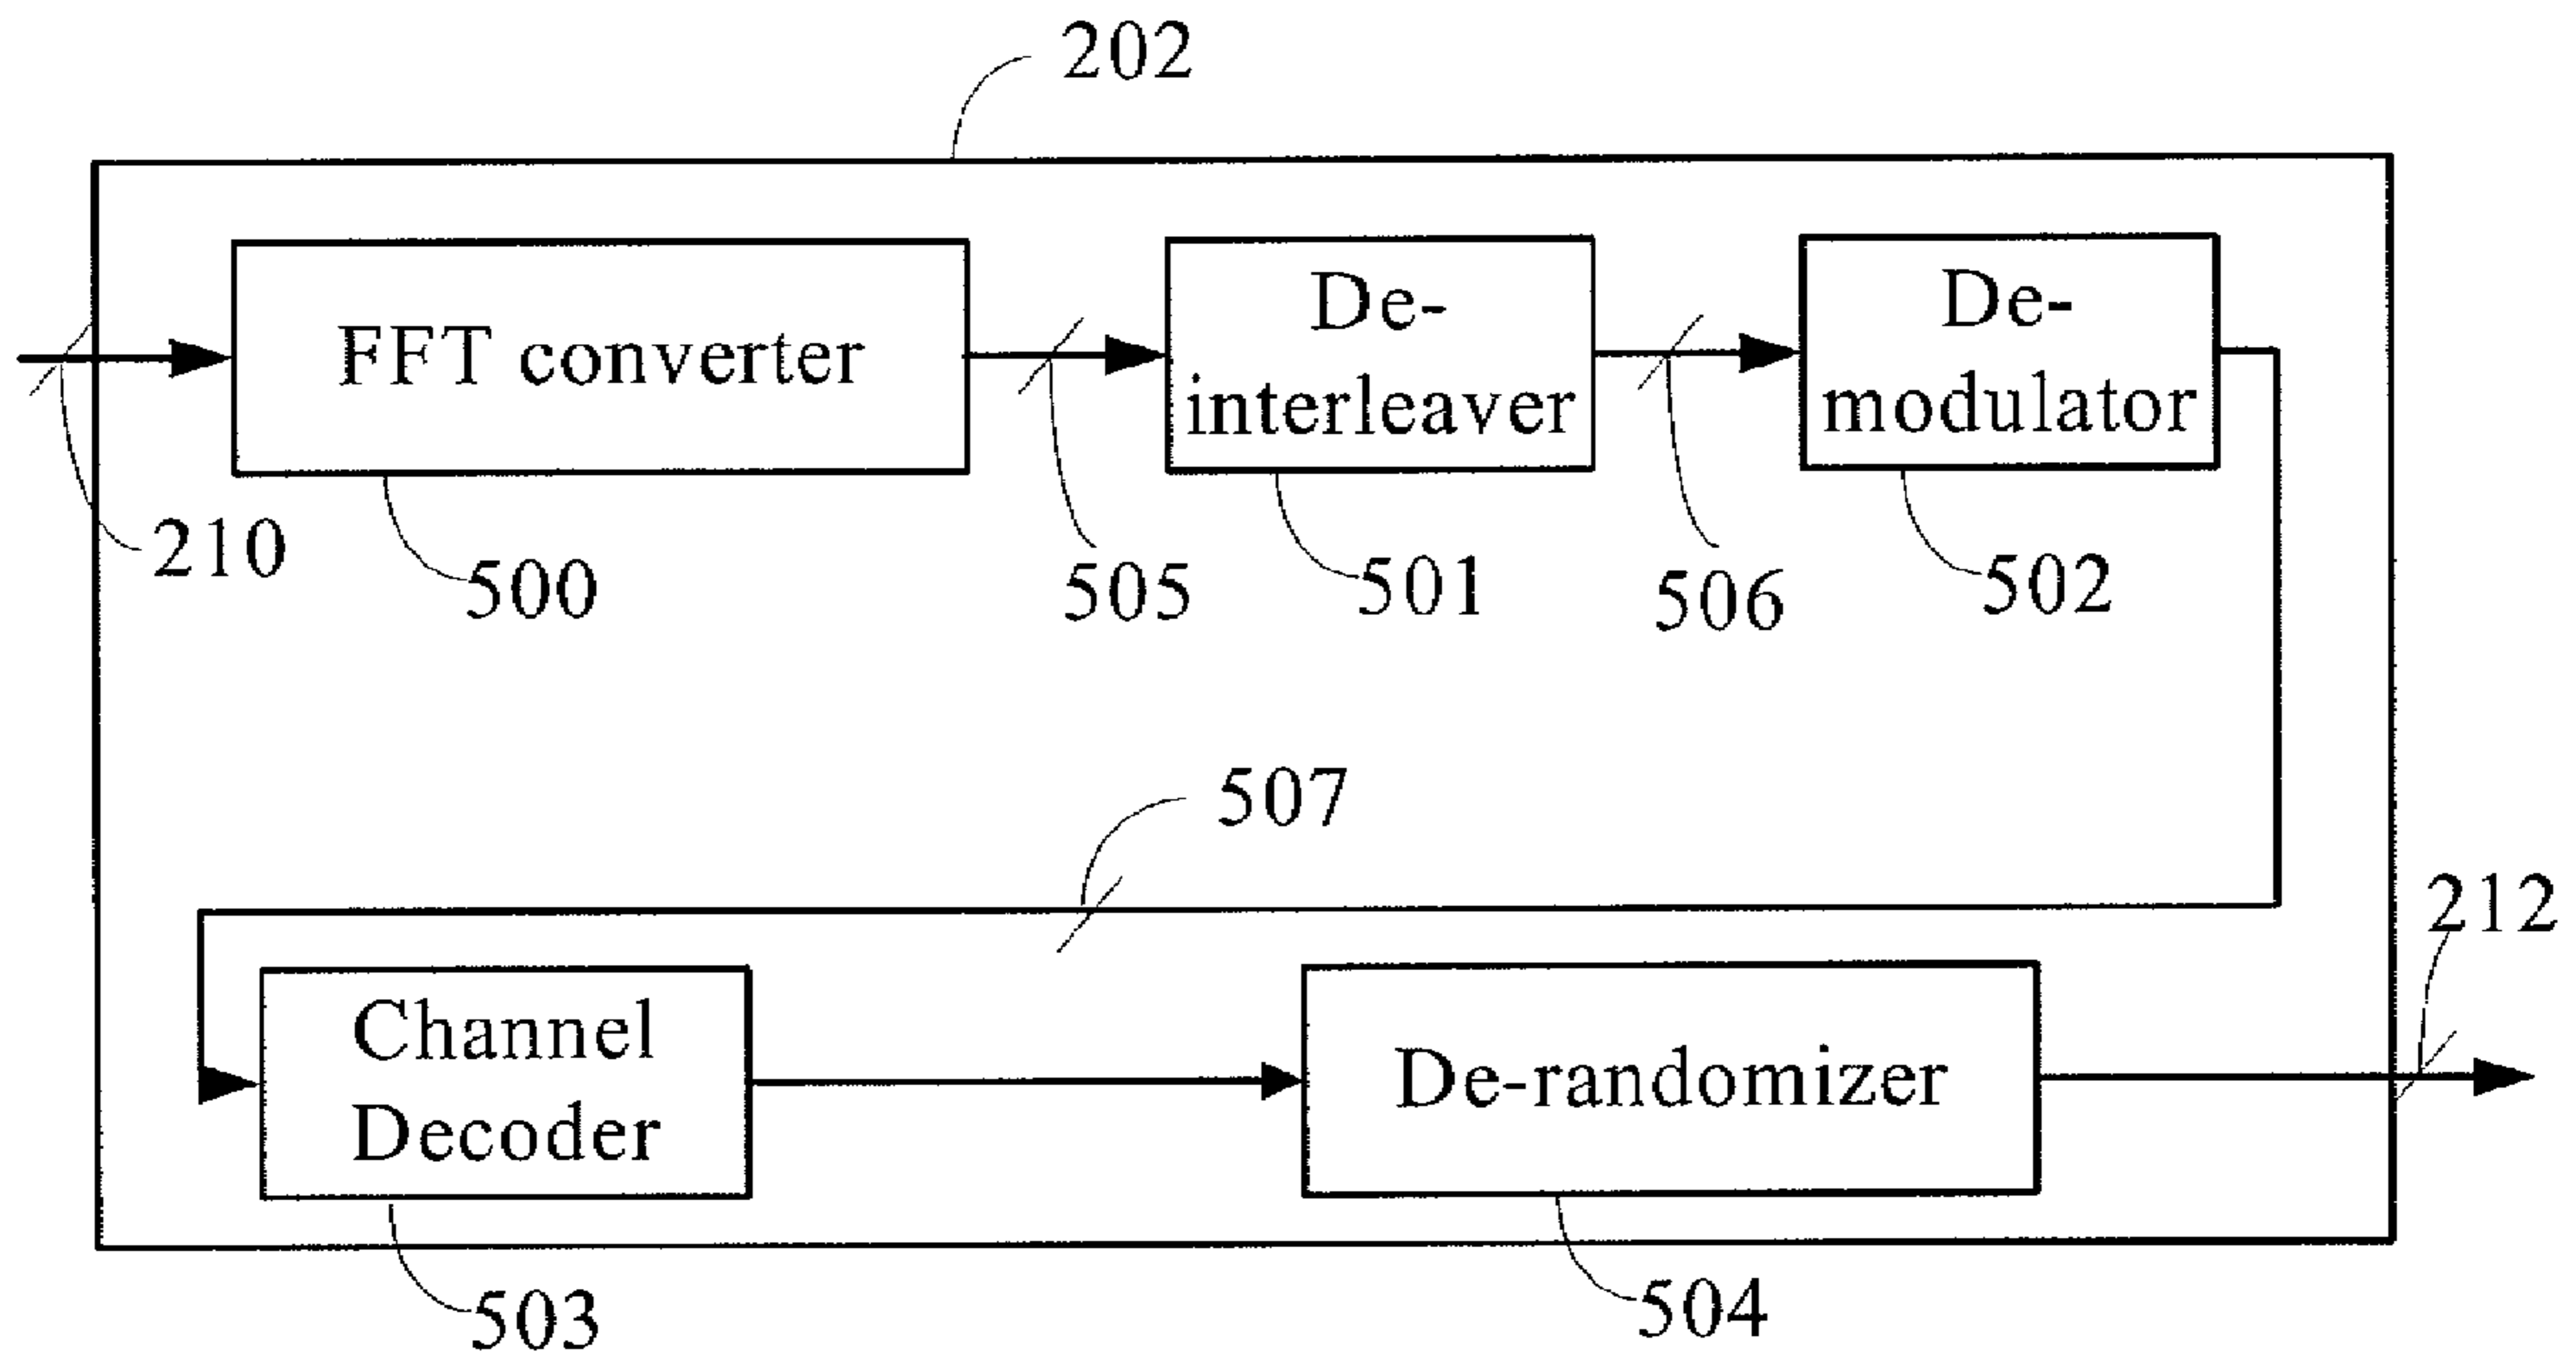 202
FFT converter
De-
interleaver
De-
modulator
210
500
505
501
506
502
507
212
Channel
Decoder
De-randomizer
503
504